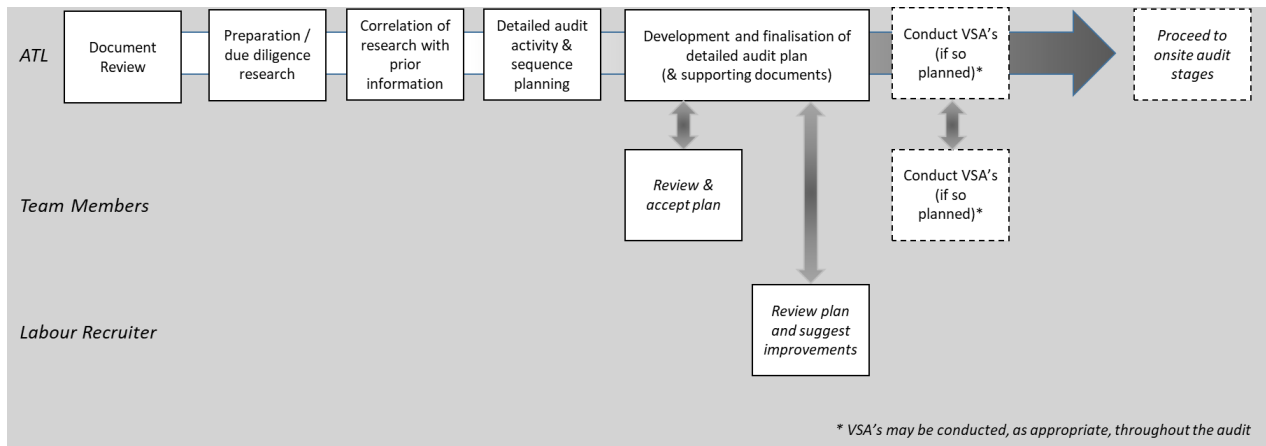 ATL
Document
Review
Preparation /
due diligence
research
Correlation of
research with
prior
information
Detailed audit
activity &
sequence
planning
Development and finalisation of
detailed audit plan
(& supporting documents)
Conduct VSA's
(if so
planned)*
Proceed to
onsite audit
stages
Team Members
Review &
accept plan
Conduct VSA's
(if so
planned)*
Labour Recruiter
Review plan
and suggest
improvements
* VSA's may be conducted, as appropriate, throughout the audit